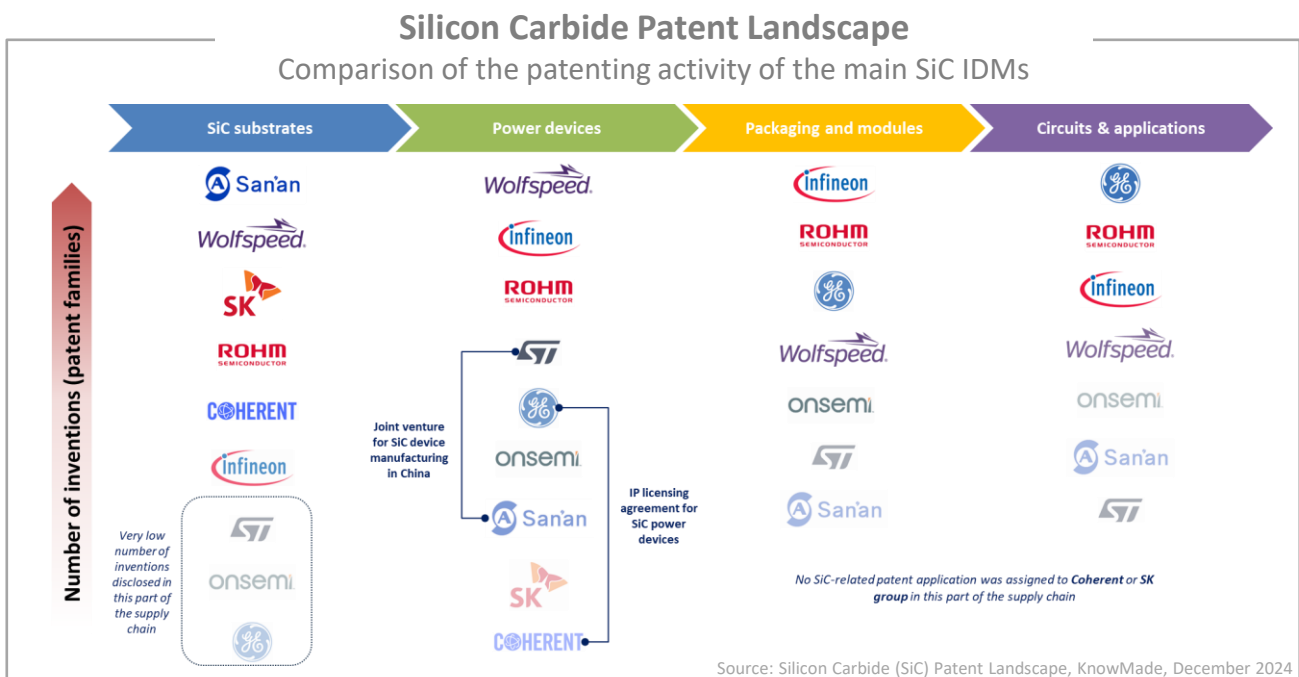 Silicon Carbide Patent Landscape
Comparison of the patenting activity of the main SiC IDMs
SiC substrates
Power devices
Packaging and modules
Circuits & applications
Number of inventions (patent families)
San'an
Wolfspeed.
SK
ROHM
SEMICONDUCTOR
COHERENT
infineon
ST
onsemi
GE
Very low
number of
inventions
disclosed in
this part of
the supply
chain
Wolfspeed.
infineon
ROHM
SEMICONDUCTOR
ST
GE
onsemi
San'an
SK
COHERENT
Joint venture
for SiC device
manufacturing
in China
IP licensing
agreement for
SiC power
devices
infineon
ROHM
SEMICONDUCTOR
GE
Wolfspeed.
onsemi
ST
San'an
GE
ROHM
SEMICONDUCTOR
infineon
Wolfspeed.
onsemi
San'an
ST
No SiC-related patent application was assigned to Coherent or SK
group in this part of the supply chain
Source: Silicon Carbide (SiC) Patent Landscape, KnowMade, December 2024